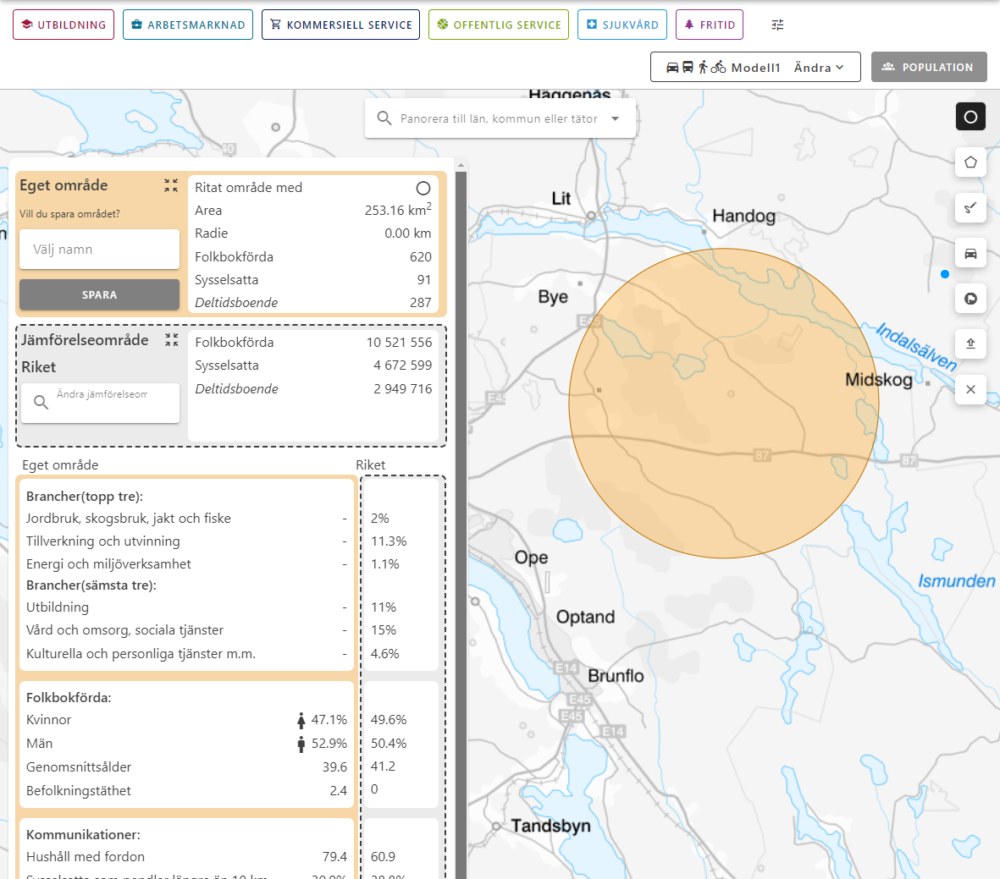 UTBILDNING
ARBETSMARKNAD
KOMMERSIELL SERVICE
OFFENTLIG SERVICE
SJUKVÅRD
FRITID
Modell1 Ändra
POPULATION
Häggenås
Panorera till län, kommun eller tätor
40
Eget område
Vill du spara området?
Välj namn
SPARA
Ritat område med
Area 253.16 km2
Radie 0.00 km
Folkbokförda 620
Sysselsatta 91
Deltidsboende 287
Jämförelseområde
Riket
Ändra jämförelseom
Folkbokförda 10 521 556
Sysselsatta 4 672 599
Deltidsboende 2 949 716
Eget område Riket
Brancher(topp tre):
Jordbruk, skogsbruk, jakt och fiske - 2%
Tillverkning och utvinning - 11.3%
Energi och miljöverksamhet - 1.1%
Brancher(sämsta tre):
Utbildning - 11%
Vård och omsorg, sociala tjänster - 15%
Kulturella och personliga tjänster m.m. - 4.6%
Folkbokförda:
Kvinnor 47.1% 49.6%
Män 52.9% 50.4%
Genomsnittsålder 39.6 41.2
Befolkningstäthet 2.4 0
Kommunikationer:
Hushåll med fordon 79.4 60.9
Lit
Handog
Bye
E45
Indalsälven
Midskog
E45
87
87
Ope
Ismunden
Optand
E14
Brunflo
E45
E45
E14
Tandsbyn